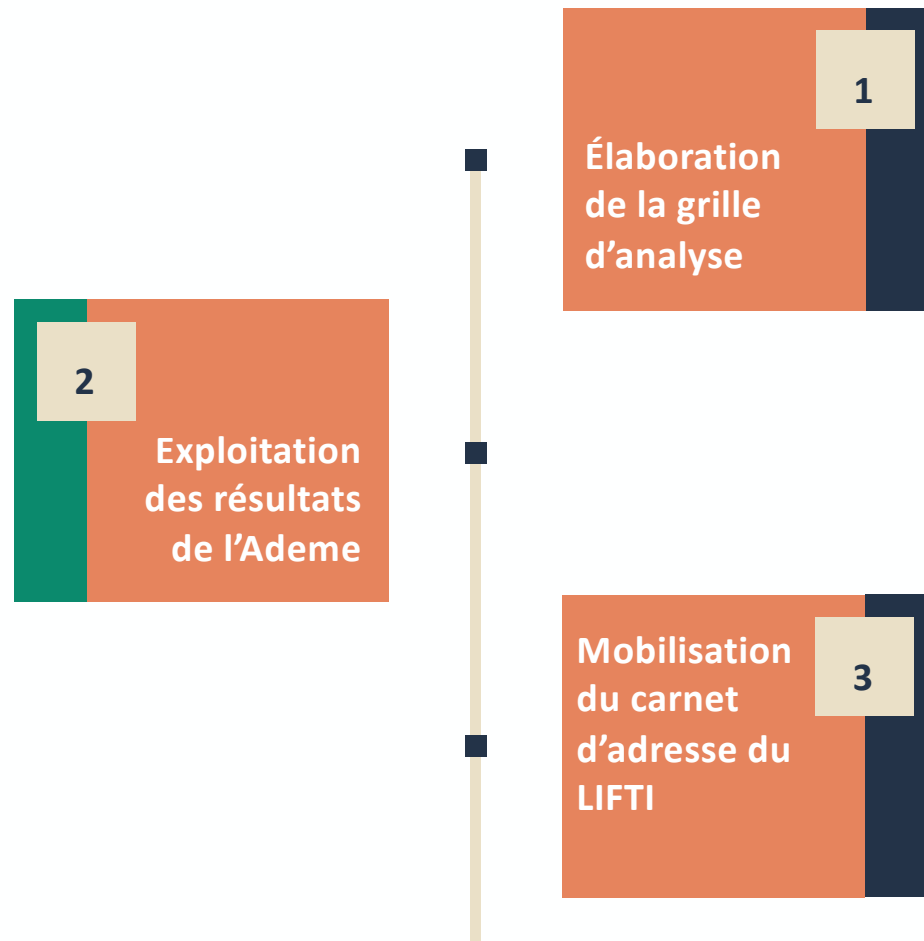 1
Élaboration
de la grille
d’analyse
2
Exploitation
des résultats
de l’Ademe
3
Mobilisation
du carnet
d’adresse du
LIFTI